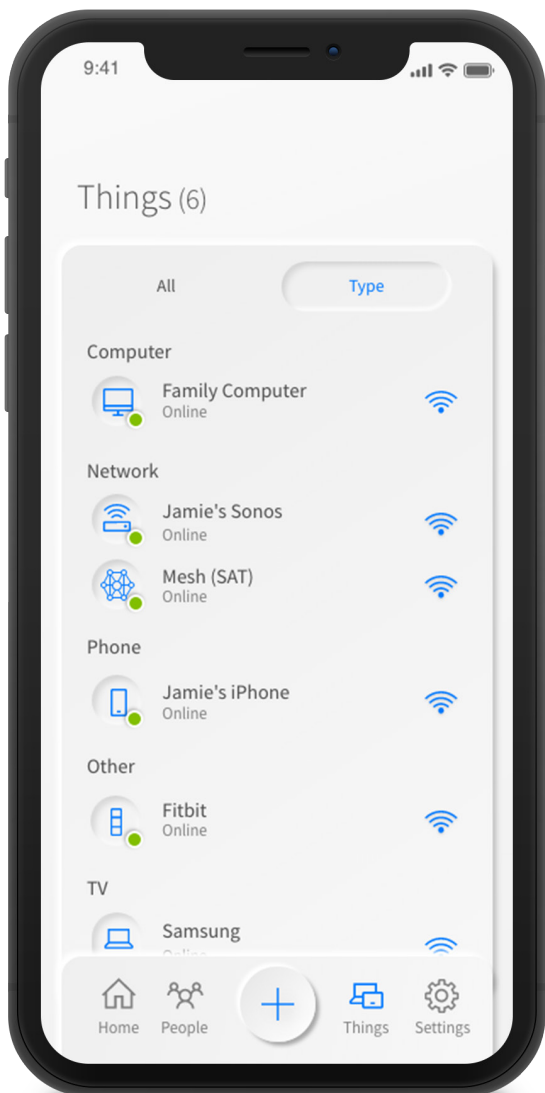 9:41
Things (6)
All
Type
Computer
Family Computer
Online
Network
Jamie's Sonos
Online
Mesh (SAT)
Online
Phone
Jamie's iPhone
Online
Other
Fitbit
Online
TV
Samsung
Home
People
Things
Settings